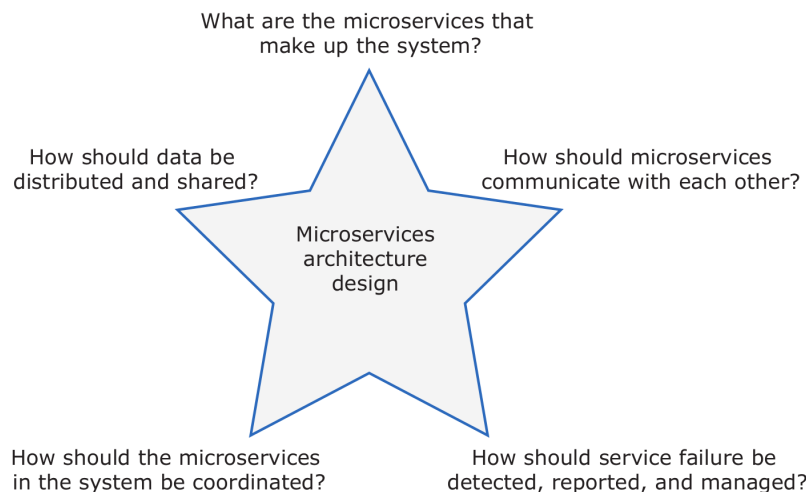 What are the microservices that
make up the system?
How should data be
distributed and shared?
How should microservices
communicate with each other?
Microservices
architecture
design
How should the microservices
in the system be coordinated?
How should service failure be
detected, reported, and managed?